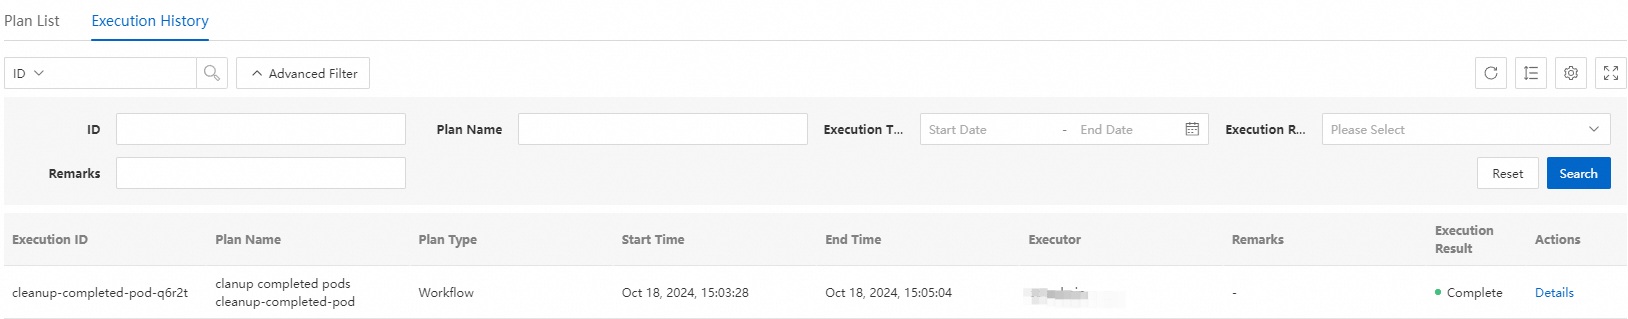 Plan List Execution History
ID Advanced Filter
ID Plan Name Execution T... Start Date - End Date Execution R... Please Select
Remarks Reset Search
Execution ID Plan Name Plan Type Start Time End Time Executor Remarks Execution Result Actions
cleanup-completed-pod-q6r2t clanup completed pods cleanup-completed-pod Workflow Oct 18, 2024, 15:03:28 Oct 18, 2024, 15:05:04 - Complete Details